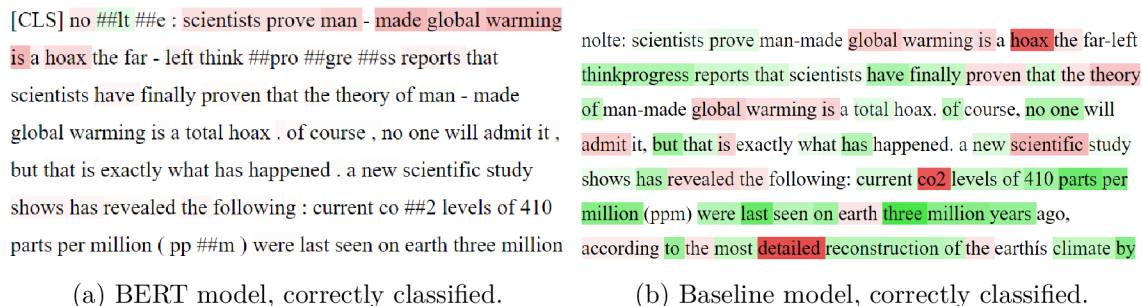 [CLS] no ##lt ##e : scientists prove man - made global warming
is a hoax the far - left think ##pro ##gre ##ss reports that
scientists have finally proven that the theory of man - made
global warming is a total hoax . of course , no one will admit it ,
but that is exactly what has happened . a new scientific study
shows has revealed the following : current co ##2 levels of 410
parts per million ( pp ##m ) were last seen on earth three million
(a) BERT model, correctly classified.
nolte: scientists prove man-made global warming is a hoax the far-left
thinkprogress reports that scientists have finally proven that the theory
of man-made global warming is a total hoax. of course, no one will
admit it, but that is exactly what has happened. a new scientific study
shows has revealed the following: current co2 levels of 410 parts per
million (ppm) were last seen on earth three million years ago,
according to the most detailed reconstruction of the earthís climate by
(b) Baseline model, correctly classified.